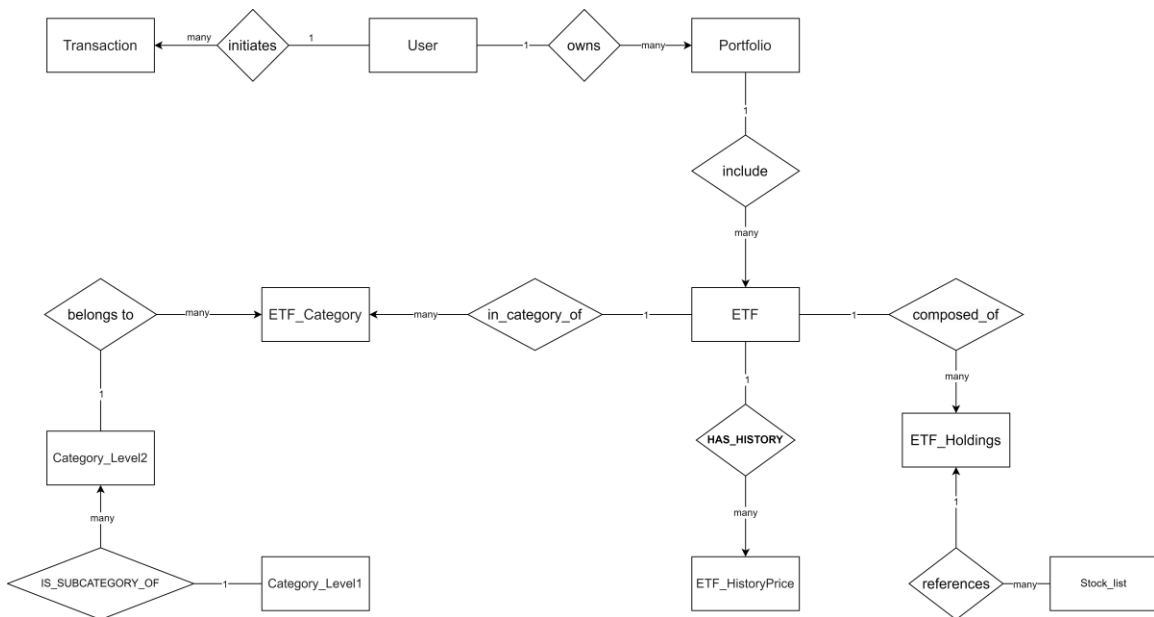 Transaction
many
initiates
1
User
1
owns
many
Portfolio
1
include
many
belongs to
many
ETF_Category
many
in_category_of
1
ETF
1
composed_of
1
1
many
HAS_HISTORY
ETF_Holdings
Category_Level2
many
many
1
IS_SUBCATEGORY_OF
1
Category_Level1
ETF_HistoryPrice
references
many
Stock_list